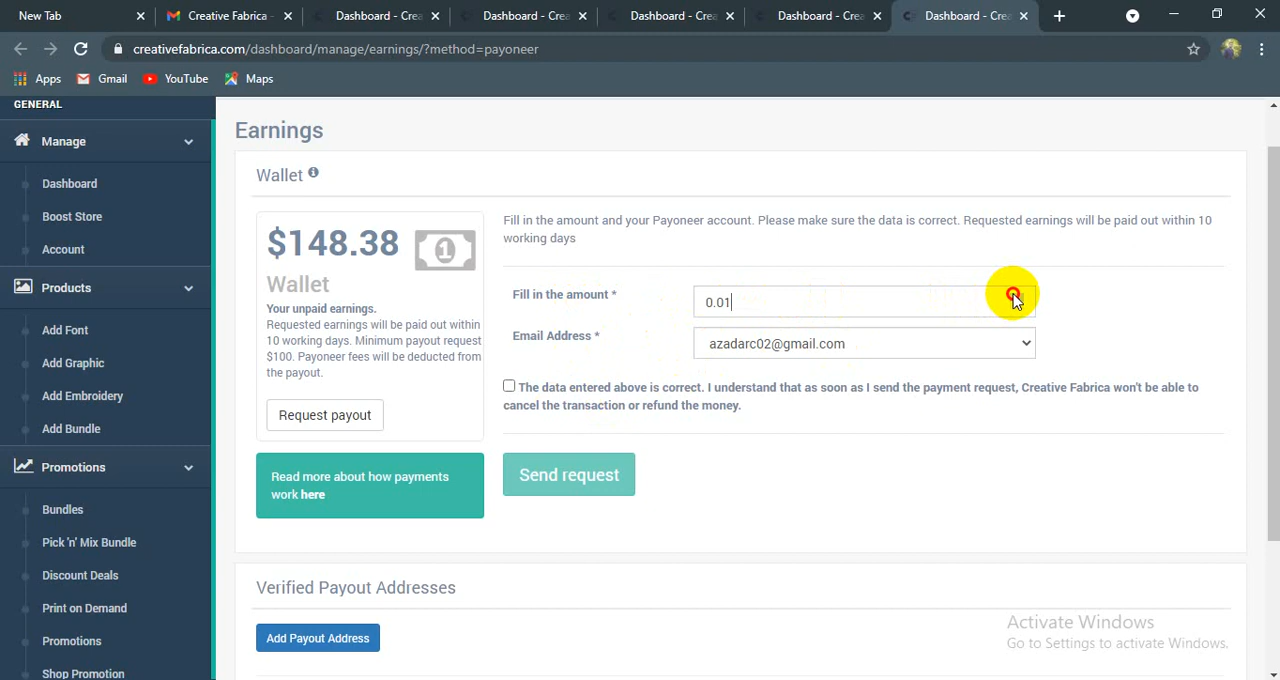 New Tab
Creative Fabrica -
Dashboard - Crea
Dashboard - Crea
Dashboard - Crea
Dashboard - Crea
Dashboard - Crea
creativefabrica.com/dashboard/manage/earnings/?method=payoneer
Apps
Gmail
YouTube
Maps
GENERAL
Manage
Dashboard
Boost Store
Account
Products
Add Font
Add Graphic
Add Embroidery
Add Bundle
Promotions
Bundles
Pick 'n' Mix Bundle
Discount Deals
Print on Demand
Promotions
Shop Promotion
Earnings
Wallet
$148.38
1
Wallet
Your unpaid earnings.
Requested earnings will be paid out within
10 working days. Minimum payout request
$100. Payoneer fees will be deducted from
the payout.
Request payout
Read more about how payments
work here
Fill in the amount and your Payoneer account. Please make sure the data is correct. Requested earnings will be paid out within 10
working days
Fill in the amount *
0.01
Email Address *
azadarc02@gmail.com
The data entered above is correct. I understand that as soon as I send the payment request, Creative Fabrica won't be able to
cancel the transaction or refund the money.
Send request
Verified Payout Addresses
Add Payout Address
Activate Windows
Go to Settings to activate Windows.